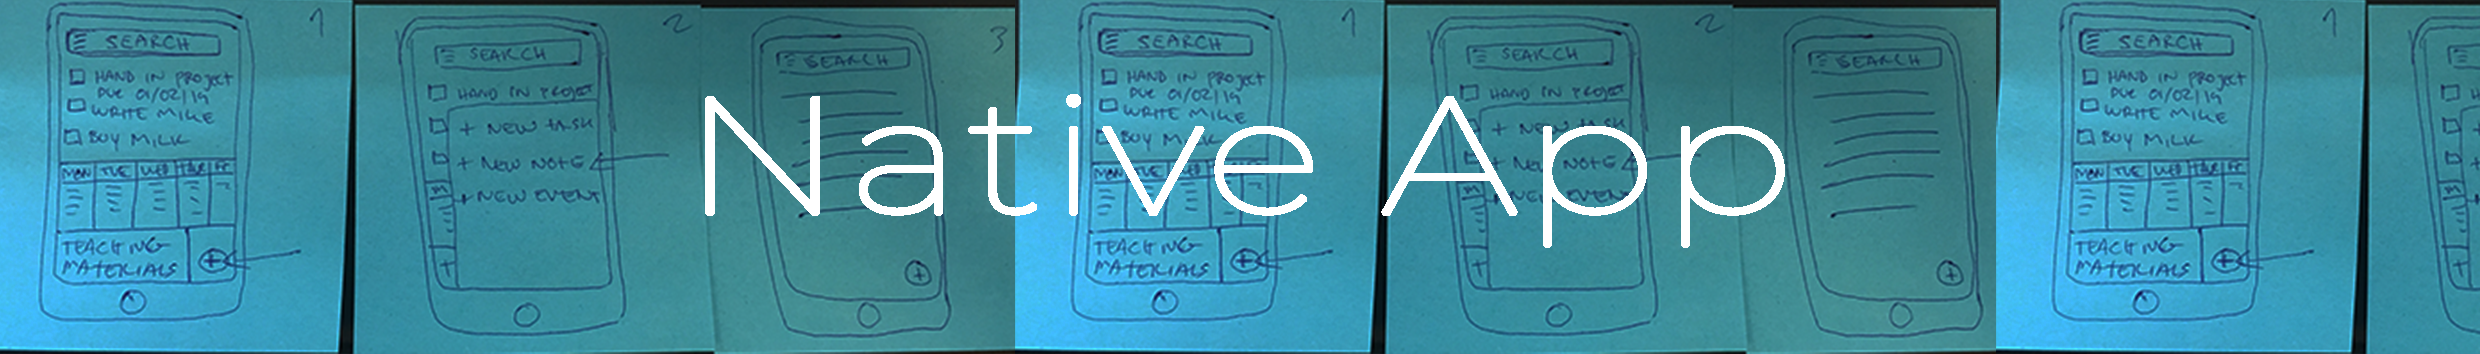 1
SEARCH
HAND IN PROJECT
DUE 01/02/19
WRITE MIKE
BUY MILK
MON TUE WED THUR FR
TEACHING
MATERIALS
+
2
SEARCH
HAND IN PROJECT
+ NEW TASK
+ NEW NOTE
+ NEW EVENT
M
3
SEARCH
+
Native App
1
SEARCH
HAND IN PROJECT
DUE 01/02/19
WRITE MIKE
BUY MILK
MON TUE WED
TEACHING
MATERIALS
+
2
SEARCH
HAND IN PROJECT
+ NEW TASK
+ NEW NOTE
+ NEW EVENT
M
SEARCH
+
1
SEARCH
HAND IN PROJECT
DUE 01/02/19
WRITE MIKE
BUY MILK
MON TUE WED THUR FR
TEACHING
MATERIALS
+